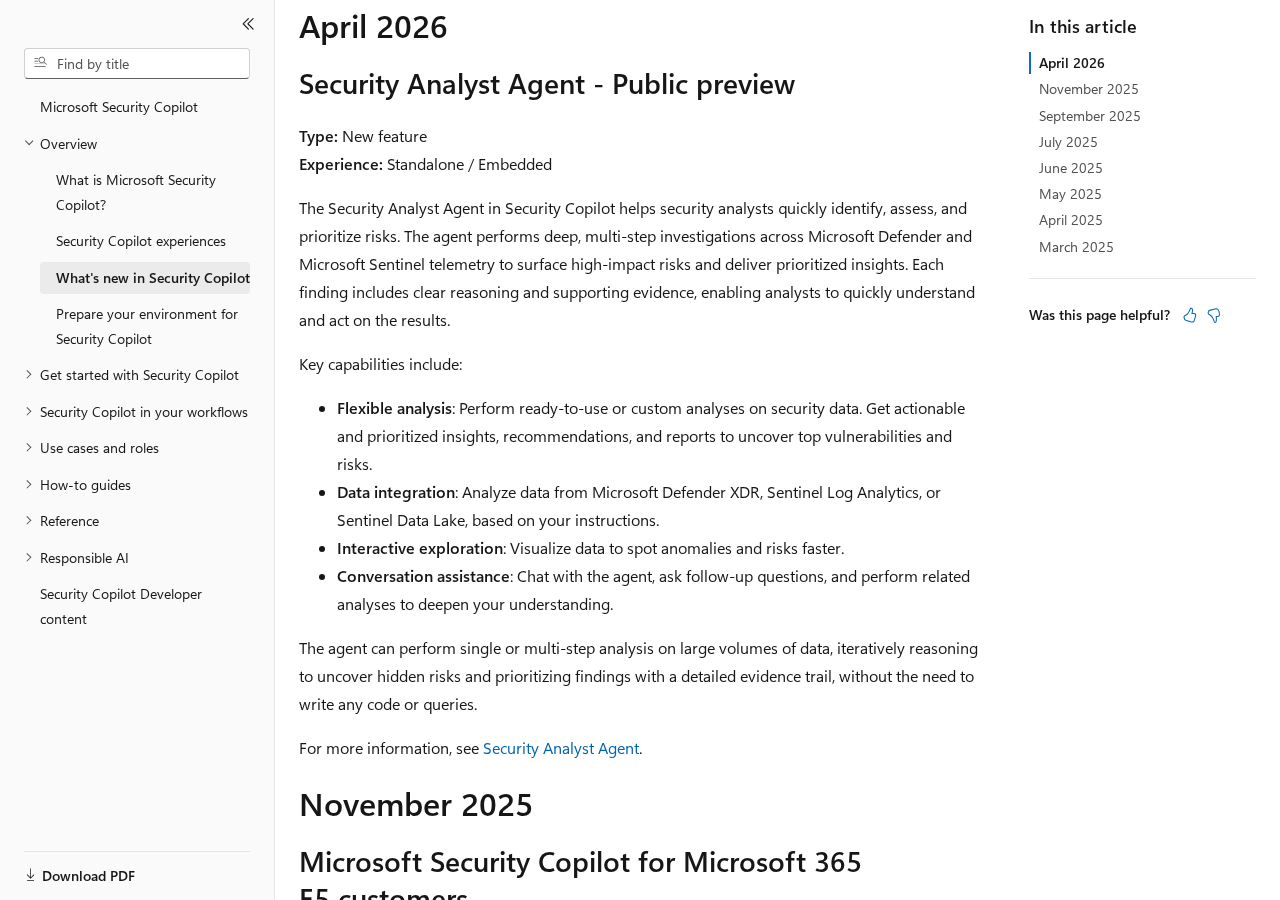 Find by title
Microsoft Security Copilot
Overview
What is Microsoft Security
Copilot?
Security Copilot experiences
What's new in Security Copilot
Prepare your environment for
Security Copilot
Get started with Security Copilot
Security Copilot in your workflows
Use cases and roles
How-to guides
Reference
Responsible AI
Security Copilot Developer
content
Download PDF
April 2026
Security Analyst Agent - Public preview
Type: New feature
Experience: Standalone / Embedded
The Security Analyst Agent in Security Copilot helps security analysts quickly identify, assess, and
prioritize risks. The agent performs deep, multi-step investigations across Microsoft Defender and
Microsoft Sentinel telemetry to surface high-impact risks and deliver prioritized insights. Each
finding includes clear reasoning and supporting evidence, enabling analysts to quickly understand
and act on the results.
Key capabilities include:
Flexible analysis: Perform ready-to-use or custom analyses on security data. Get actionable
and prioritized insights, recommendations, and reports to uncover top vulnerabilities and
risks.
Data integration: Analyze data from Microsoft Defender XDR, Sentinel Log Analytics, or
Sentinel Data Lake, based on your instructions.
Interactive exploration: Visualize data to spot anomalies and risks faster.
Conversation assistance: Chat with the agent, ask follow-up questions, and perform related
analyses to deepen your understanding.
The agent can perform single or multi-step analysis on large volumes of data, iteratively reasoning
to uncover hidden risks and prioritizing findings with a detailed evidence trail, without the need to
write any code or queries.
For more information, see Security Analyst Agent.
November 2025
Microsoft Security Copilot for Microsoft 365
E5 customers
In this article
April 2026
November 2025
September 2025
July 2025
June 2025
May 2025
April 2025
March 2025
Was this page helpful?